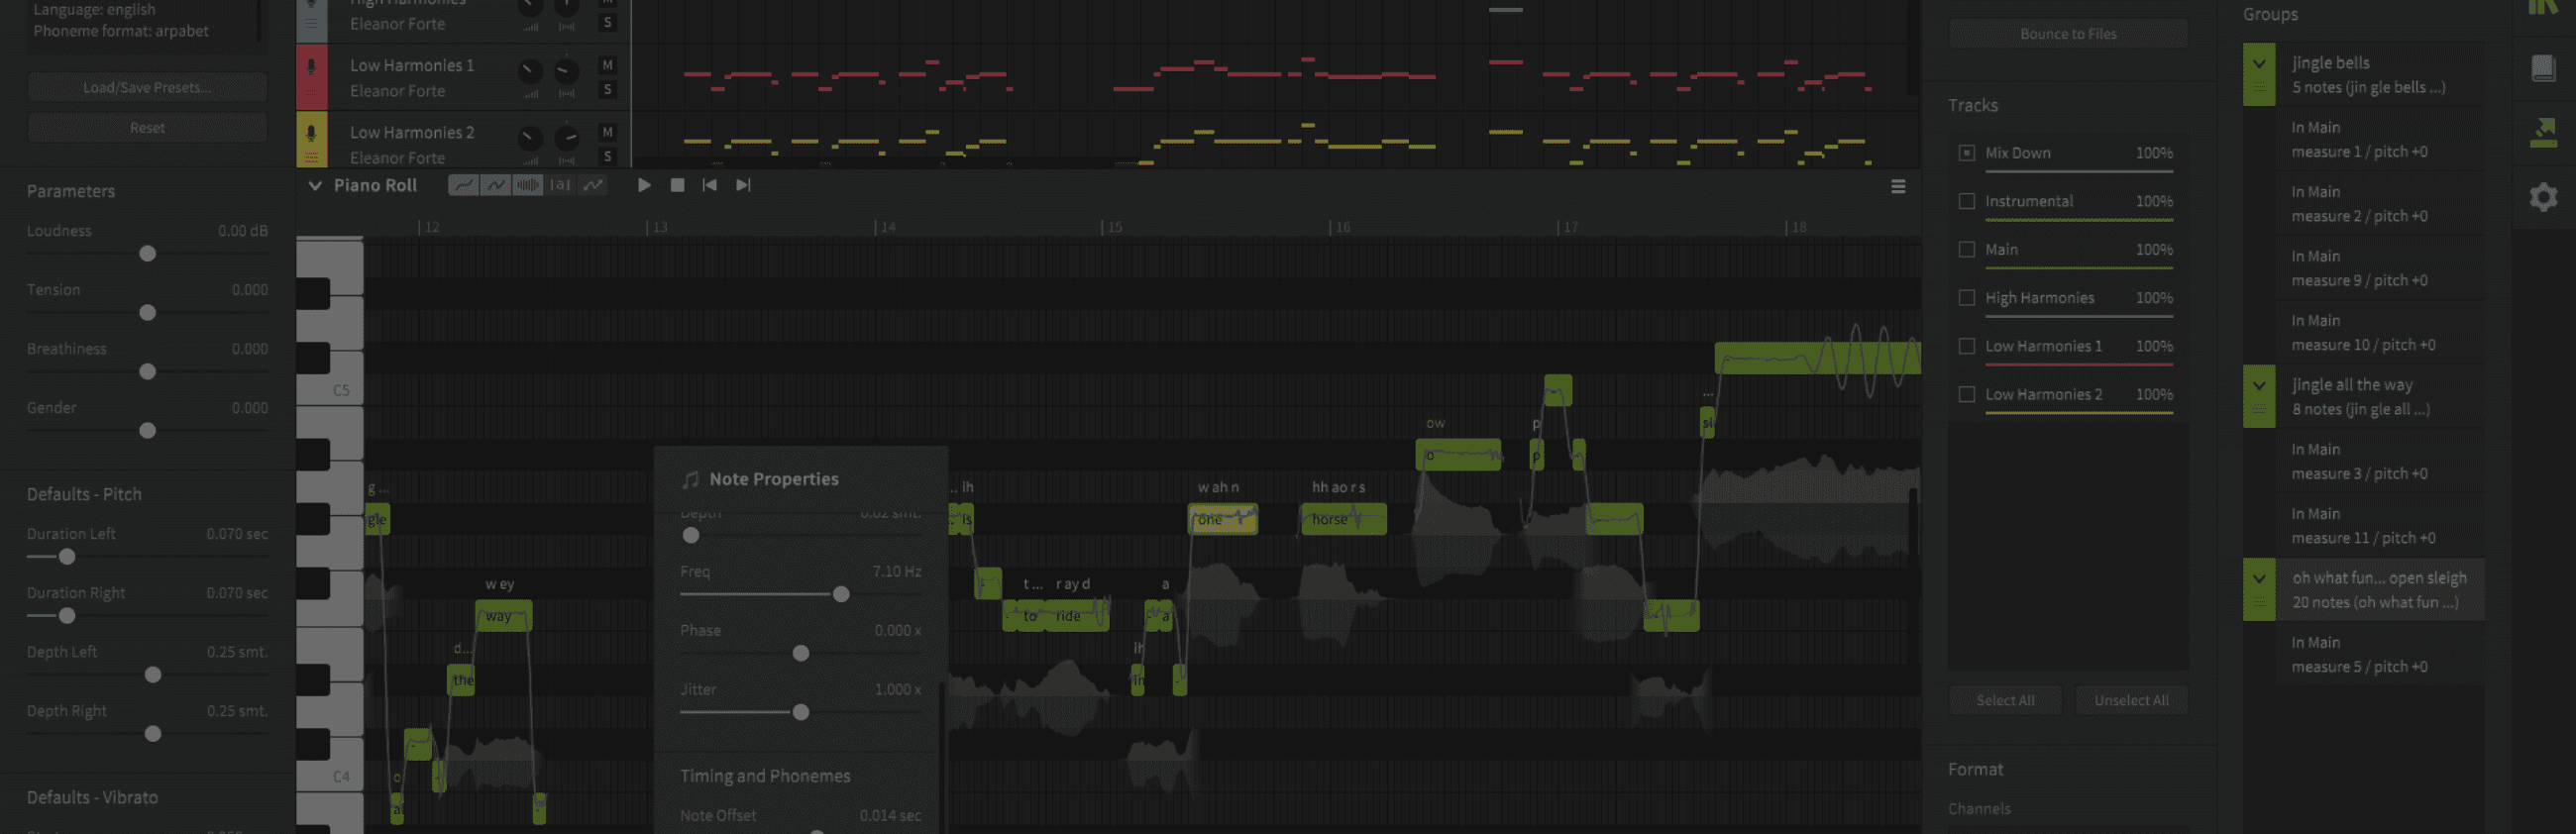 Language: english
Phoneme format: arpabet
Load/Save Presets...
Reset
Parameters
Loudness 0.00 dB
Tension 0.000
Breathiness 0.000
Gender 0.000
Defaults - Pitch
Duration Left 0.070 sec
Duration Right 0.070 sec
Depth Left 0.25 smt.
Depth Right 0.25 smt.
Defaults - Vibrato
High Harmonies M
Eleanor Forte S
Low Harmonies 1 M
Eleanor Forte S
Low Harmonies 2 M
Eleanor Forte S
Piano Roll
12 13 14 15 16 17 18
C5
C4
g ...
gle
o
al
d...
the
w ey
way
Note Properties
Depth 0.02 smt.
Freq 7.10 Hz
Phase 0.000 x
Jitter 1.000 x
Timing and Phonemes
Note Offset 0.014 sec
... ih
is
t ... r ay d
to ride
ih
in
a
a
w ah n
one
hh ao r s
horse
ow
o
p
p
...
sl
Bounce to Files
Tracks
Mix Down 100%
Instrumental 100%
Main 100%
High Harmonies 100%
Low Harmonies 1 100%
Low Harmonies 2 100%
Select All Unselect All
Format
Channels
Groups
jingle bells
5 notes (jin gle bells ...)
In Main
measure 1 / pitch +0
In Main
measure 2 / pitch +0
In Main
measure 9 / pitch +0
In Main
measure 10 / pitch +0
jingle all the way
8 notes (jin gle all ...)
In Main
measure 3 / pitch +0
In Main
measure 11 / pitch +0
oh what fun... open sleigh
20 notes (oh what fun ...)
In Main
measure 5 / pitch +0